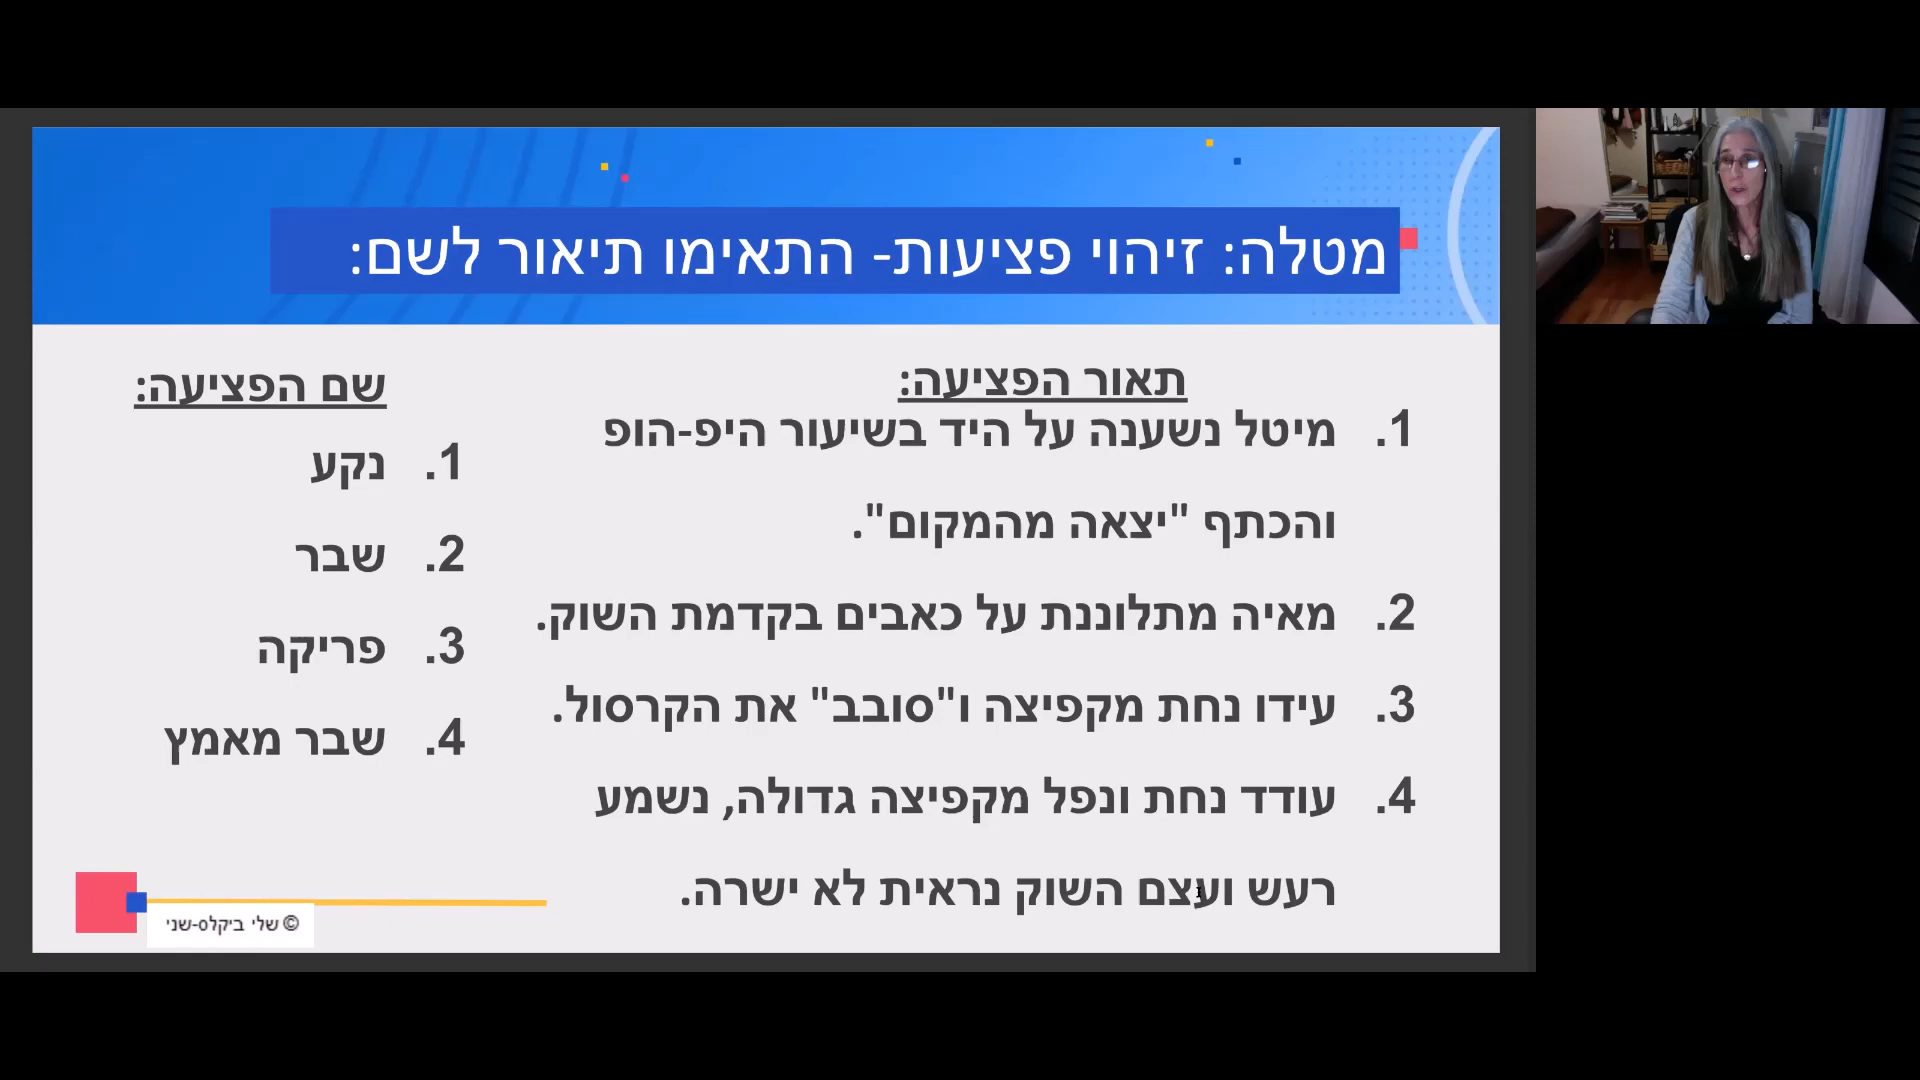 מטלה: זיהוי פציעות- התאימו תיאור לשם:
תאור הפציעה:
1. מיטל נשענה על היד בשיעור היפ-הופ
והכתף "יצאה מהמקום".
2. מאיה מתלוננת על כאבים בקדמת השוק.
3. עידו נחת מקפיצה ו"סובב" את הקרסול.
4. עודד נחת ונפל מקפיצה גדולה, נשמע
רעש ועצם השוק נראית לא ישרה.
שם הפציעה:
1. נקע
2. שבר
3. פריקה
4. שבר מאמץ
© שלי ביקלס-שני